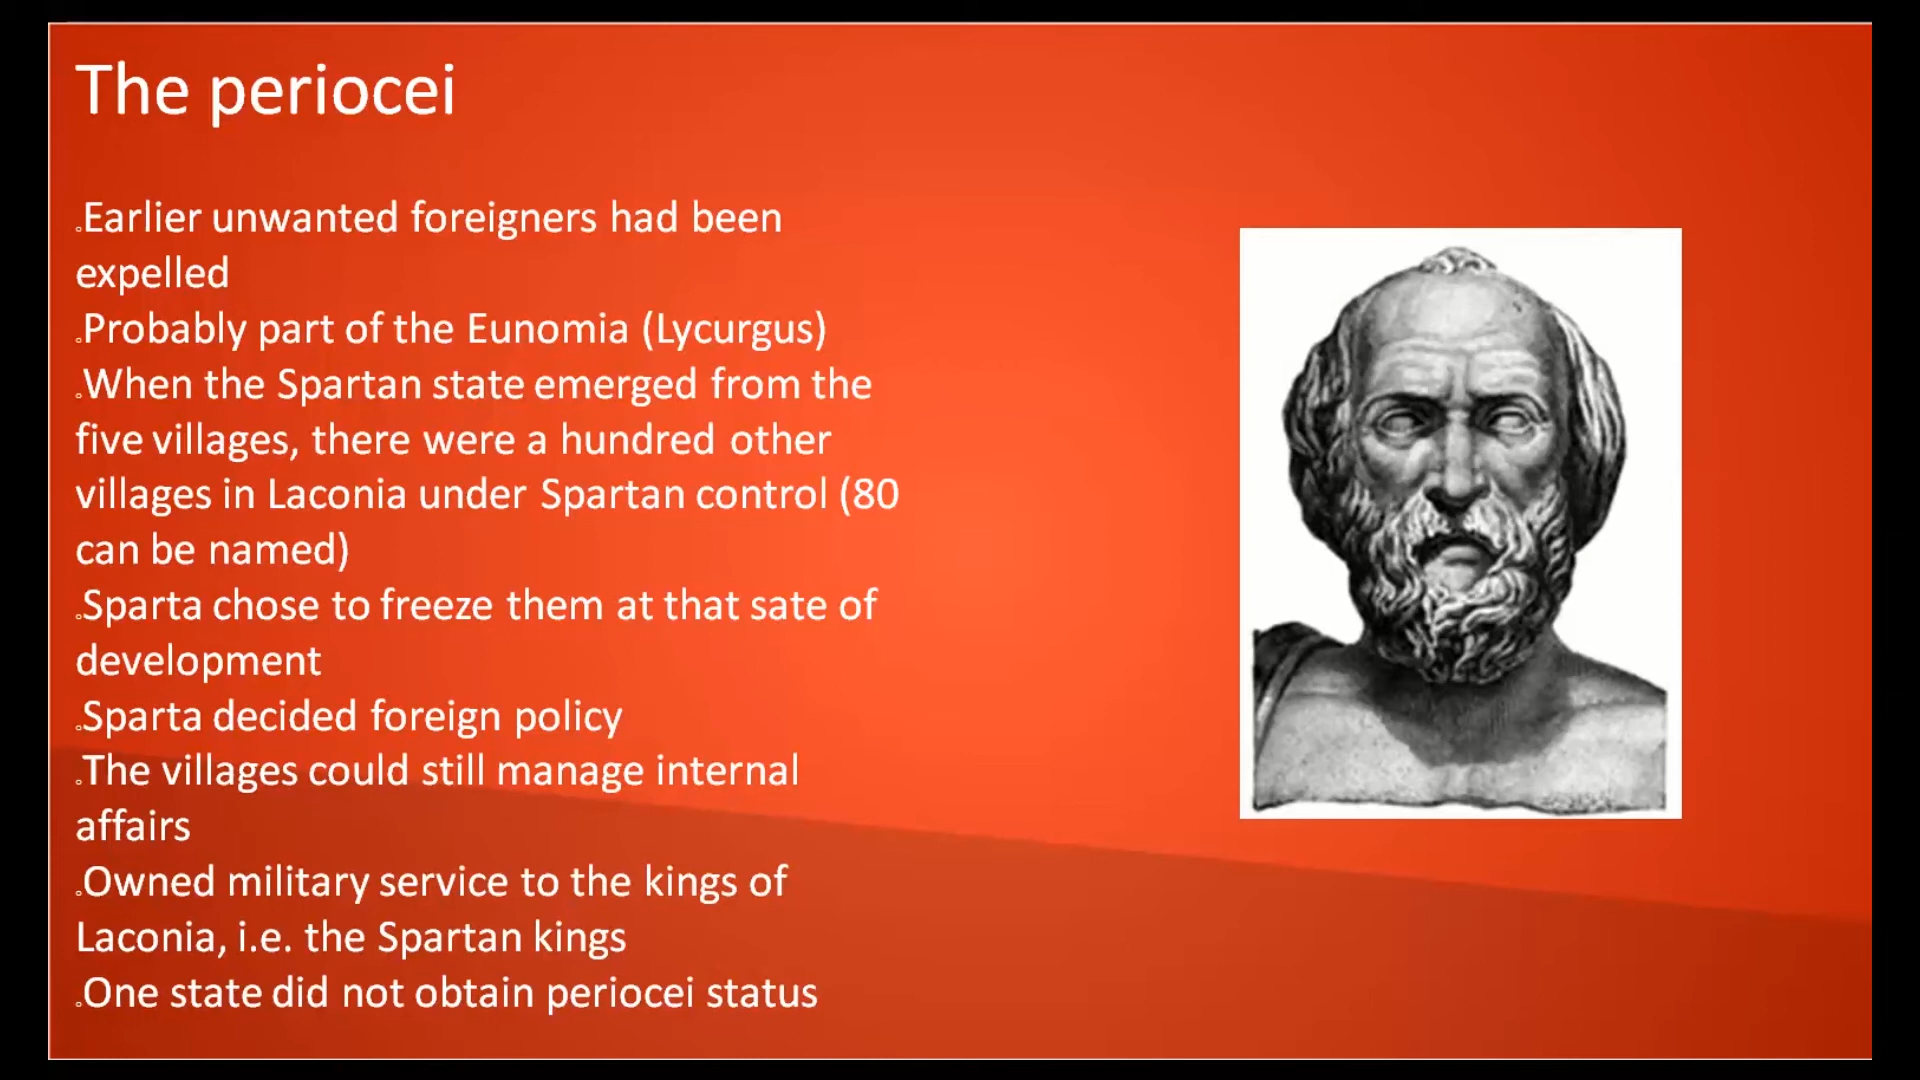 The periocei
Earlier unwanted foreigners had been
expelled
Probably part of the Eunomia (Lycurgus)
When the Spartan state emerged from the
five villages, there were a hundred other
villages in Laconia under Spartan control (80
can be named)
Sparta chose to freeze them at that sate of
development
Sparta decided foreign policy
The villages could still manage internal
affairs
Owned military service to the kings of
Laconia, i.e. the Spartan kings
One state did not obtain periocei status